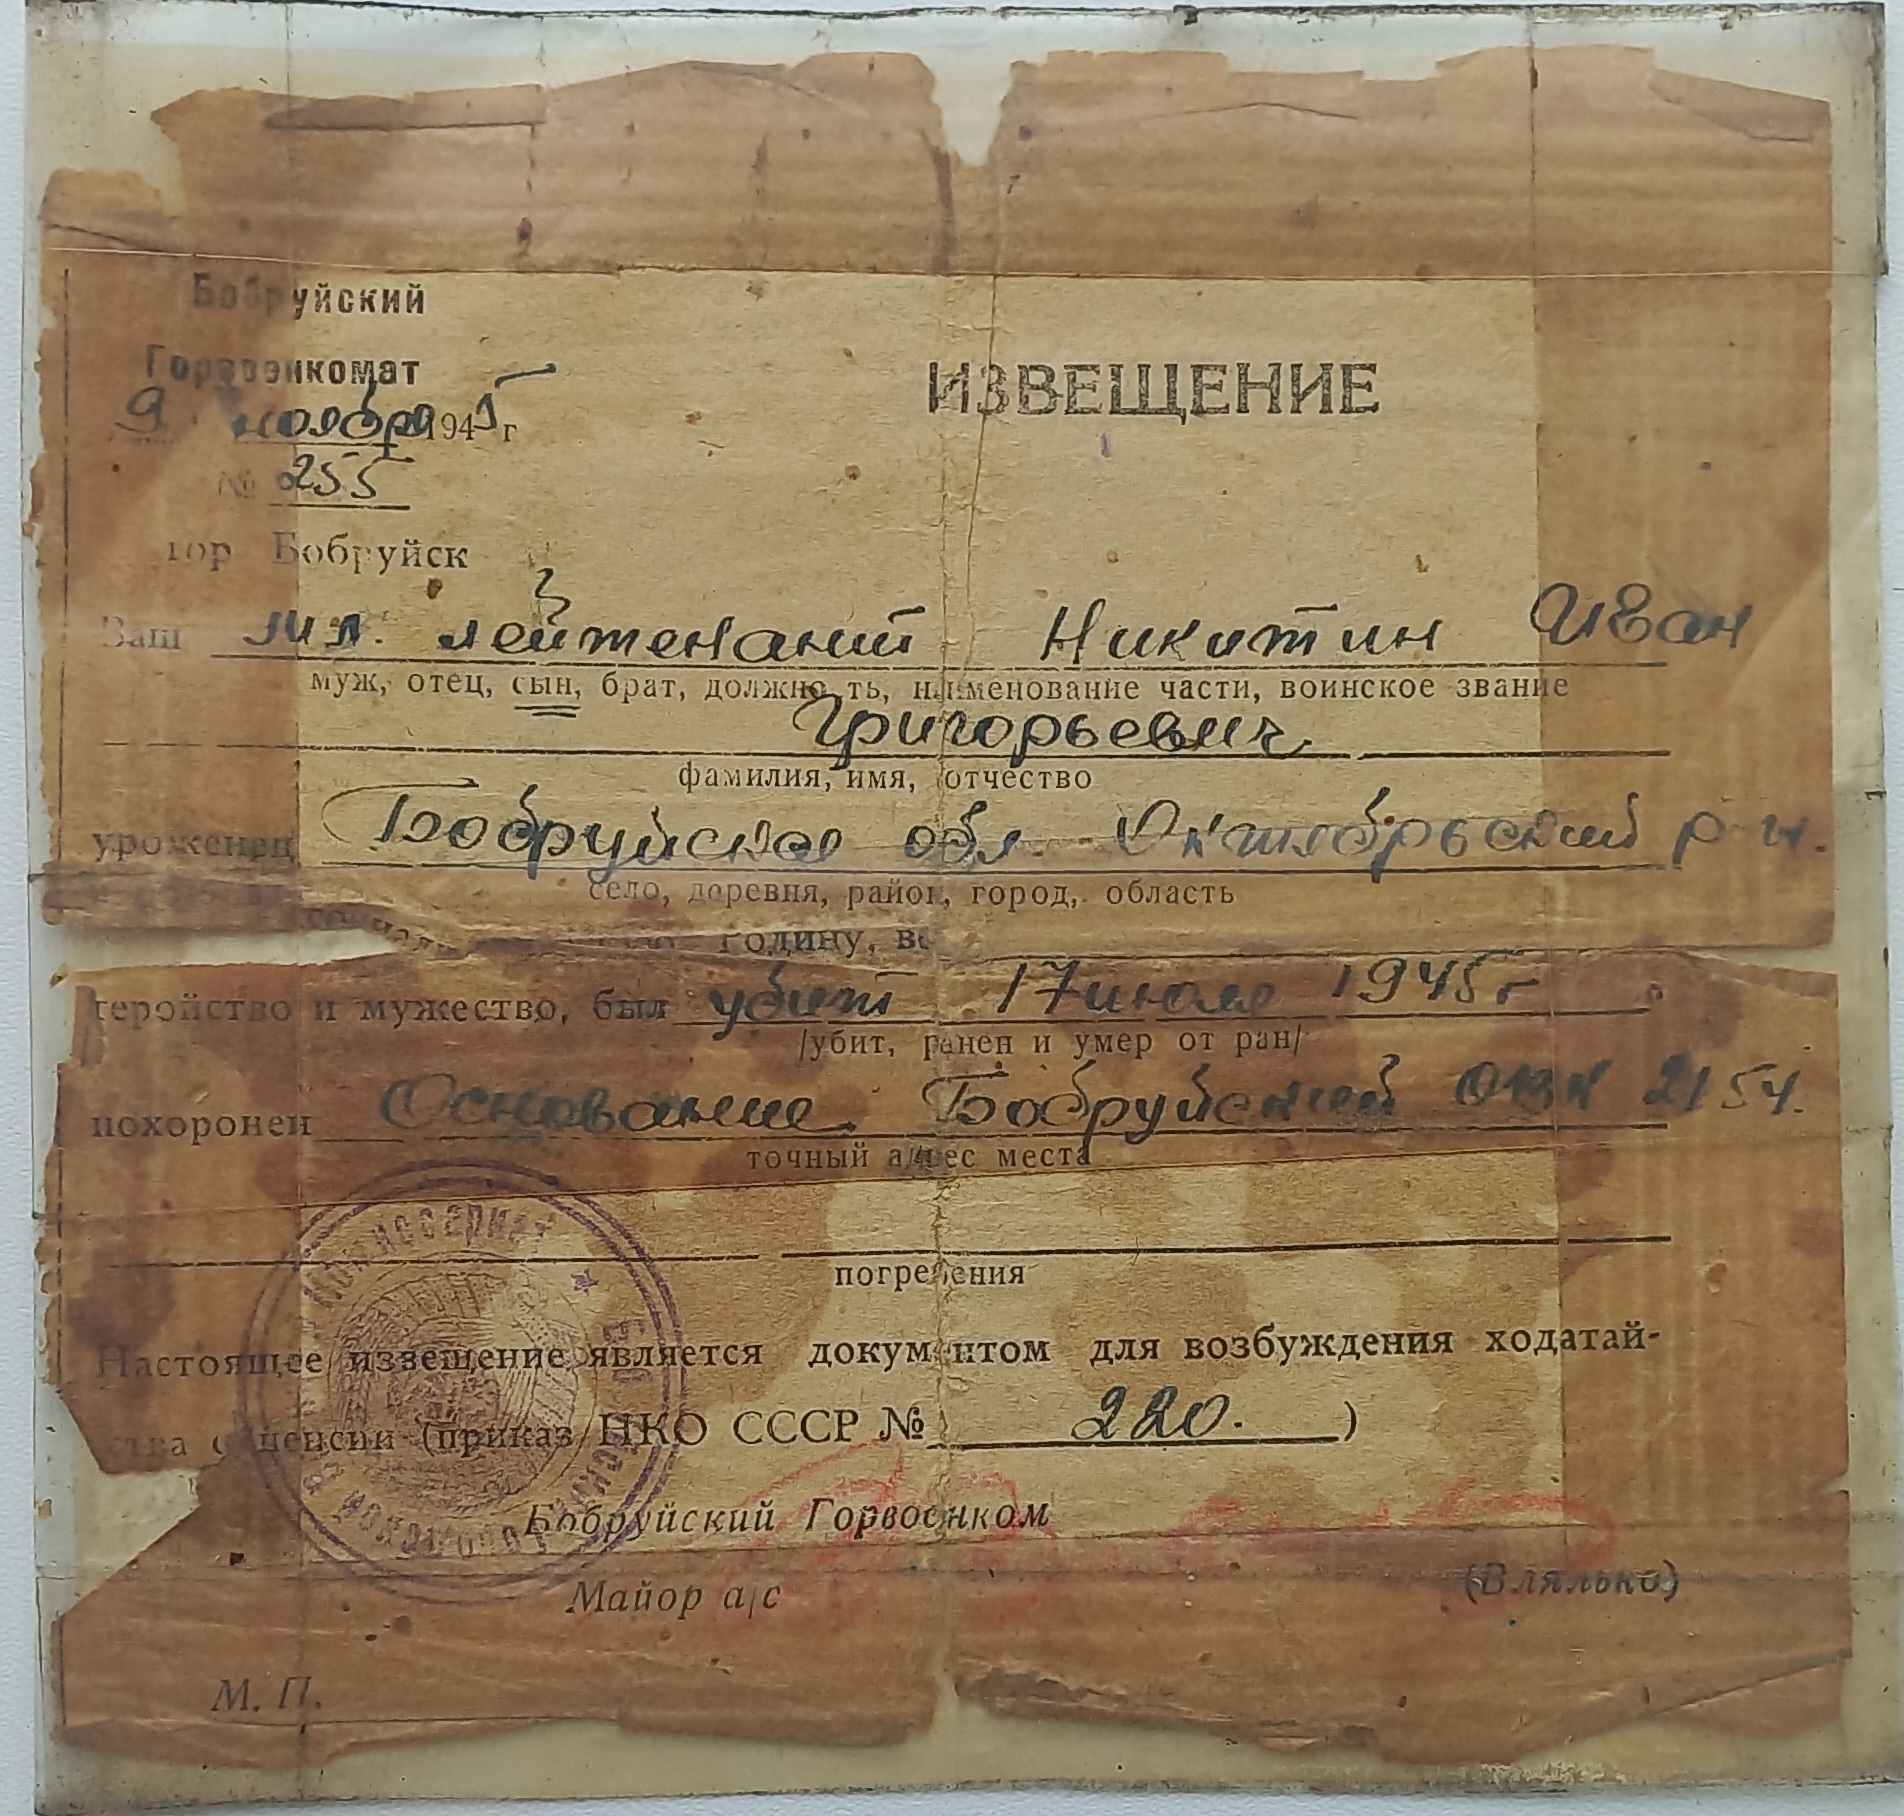 Бобруйский
Горвоенкомат
9 ноября 1945 г
№ 255
ИЗВЕЩЕНИЕ
гор Бобруйск
Ваш мл. лейтенант Никитин Иван
муж, отец, сын, брат, должность, наименование части, воинское звание
Григорьевич
фамилия, имя, отчество
уроженец Бобруйское обл. Октябрьский р-н.
село, деревня, район, город, область
Родину,
геройство и мужество, был убит 17 июля 1945 г
/убит, ранен и умер от ран/
похоронен Основание Бобруйский ОВК 2154.
точный адрес места
погребения
Настоящее извещение является документом для возбуждения ходатай-
ства о пенсии (приказ НКО СССР № 220. )
Бобруйский Горвоенком
Майор а/с (Влялько)
М. П.
Комиссариат